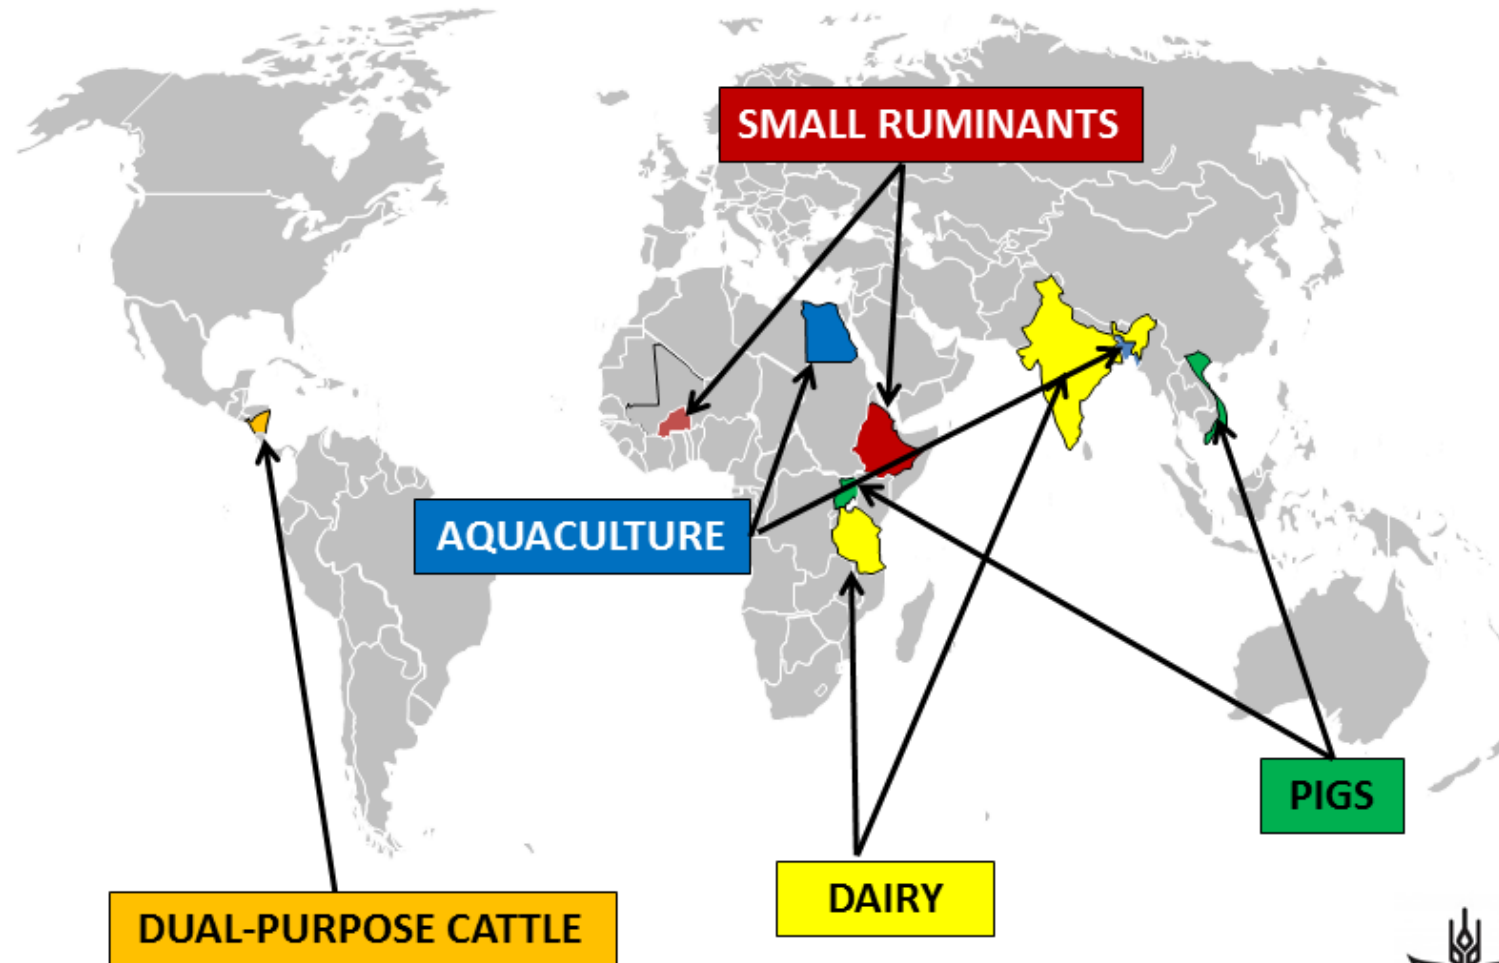 SMALL RUMINANTS
AQUACULTURE
PIGS
DAIRY
DUAL-PURPOSE CATTLE